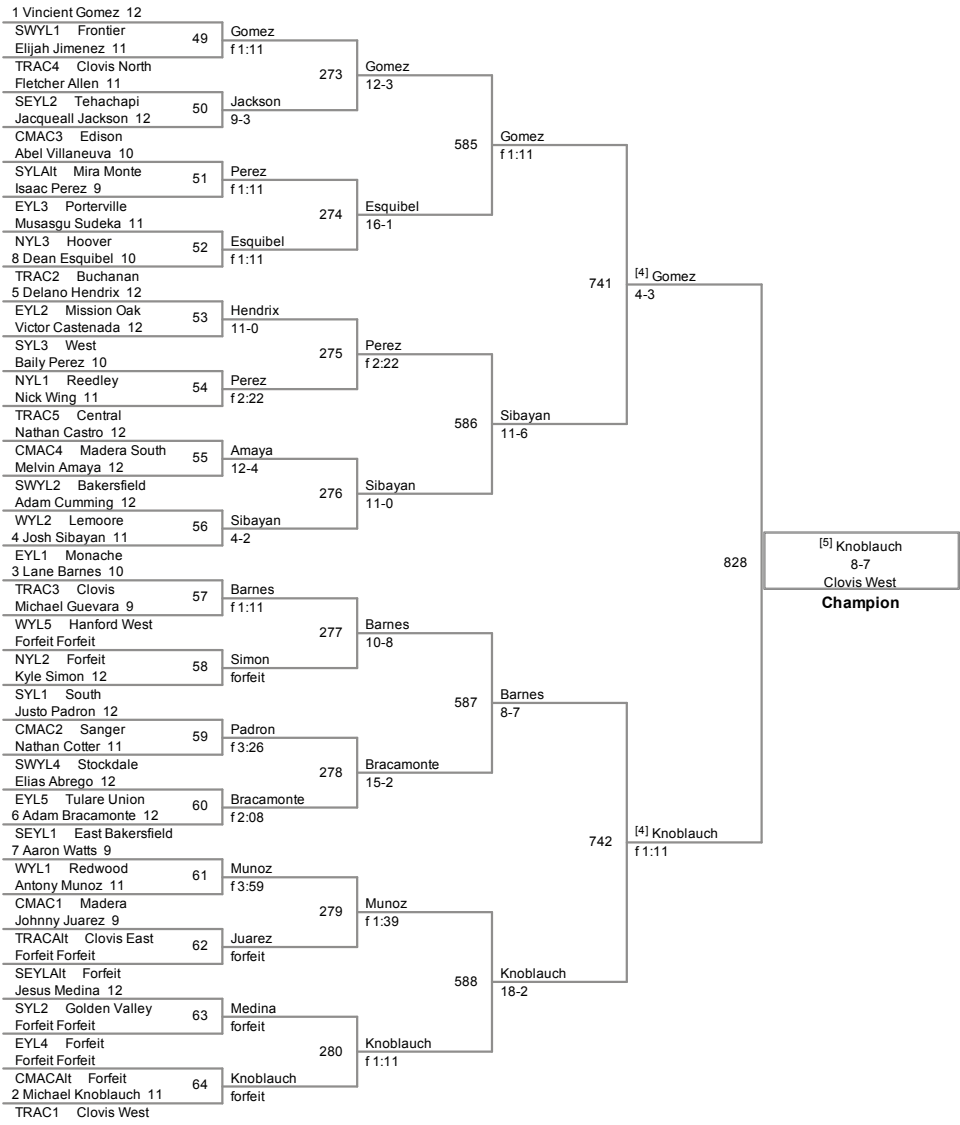 1 Vincient Gomez 12
SWYL1 Frontier
Elijah Jimenez 11
TRAC4 Clovis North
Fletcher Allen 11
SEYL2 Tehachapi
Jacqueall Jackson 12
CMAC3 Edison
Abel Villaneuva 10
SYLAlt Mira Monte
Isaac Perez 9
EYL3 Porterville
Musasgu Sudeka 11
NYL3 Hoover
8 Dean Esquibel 10
TRAC2 Buchanan
5 Delano Hendrix 12
EYL2 Mission Oak
Victor Castenada 12
SYL3 West
Baily Perez 10
NYL1 Reedley
Nick Wing 11
TRAC5 Central
Nathan Castro 12
CMAC4 Madera South
Melvin Amaya 12
SWYL2 Bakersfield
Adam Cumming 12
WYL2 Lemoore
4 Josh Sibayan 11
EYL1 Monache
3 Lane Barnes 10
TRAC3 Clovis
Michael Guevara 9
WYL5 Hanford West
Forfeit Forfeit
NYL2 Forfeit
Kyle Simon 12
SYL1 South
Justo Padron 12
CMAC2 Sanger
Nathan Cotter 11
SWYL4 Stockdale
Elias Abrego 12
EYL5 Tulare Union
6 Adam Bracamonte 12
SEYL1 East Bakersfield
7 Aaron Watts 9
WYL1 Redwood
Antony Munoz 11
CMAC1 Madera
Johnny Juarez 9
TRACAlt Clovis East
Forfeit Forfeit
SEYLAlt Forfeit
Jesus Medina 12
SYL2 Golden Valley
Forfeit Forfeit
EYL4 Forfeit
Forfeit Forfeit
CMACAlt Forfeit
2 Michael Knoblauch 11
TRAC1 Clovis West
49
50
51
52
53
54
55
56
57
58
59
60
61
62
63
64
Gomez
f 1:11
Jackson
9-3
Perez
f 1:11
Esquibel
f 1:11
Hendrix
11-0
Perez
f 2:22
Amaya
12-4
Sibayan
4-2
Barnes
f 1:11
Simon
forfeit
Padron
f 3:26
Bracamonte
f 2:08
Munoz
f 3:59
Juarez
forfeit
Medina
forfeit
Knoblauch
forfeit
273
274
275
276
277
278
279
280
Gomez
12-3
Esquibel
16-1
Perez
f 2:22
Sibayan
11-0
Barnes
10-8
Bracamonte
15-2
Munoz
f 1:39
Knoblauch
f 1:11
585
586
587
588
Gomez
f 1:11
Sibayan
11-6
Barnes
8-7
Knoblauch
18-2
741
742
[4] Gomez
4-3
[4] Knoblauch
f 1:11
828
[5] Knoblauch
8-7
Clovis West
Champion